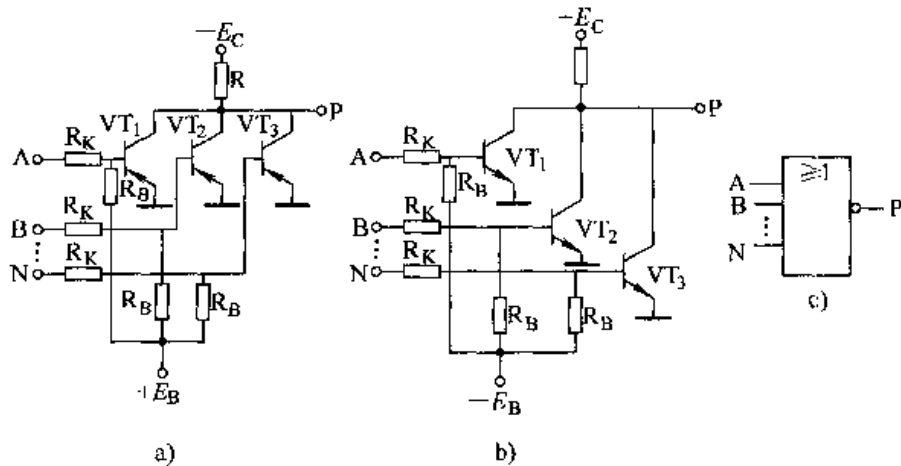 −E_C
R
P
VT₁
VT₂
VT₃
A
R_K
R_B
B
R_K
N
R_K
R_B
R_B
+E_B
a)
−E_C
P
A
R_K
VT₁
R_B
B
R_K
VT₂
N
R_K
VT₃
R_B
R_B
−E_B
b)
≥1
A
B
N
P
c)